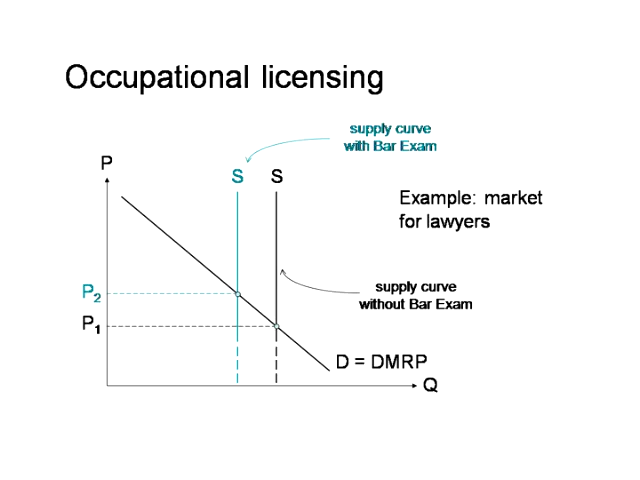 Occupational licensing
supply curve
with Bar Exam
P
S
S
Example: market
for lawyers
P2
supply curve
without Bar Exam
P1
D = DMRP
Q